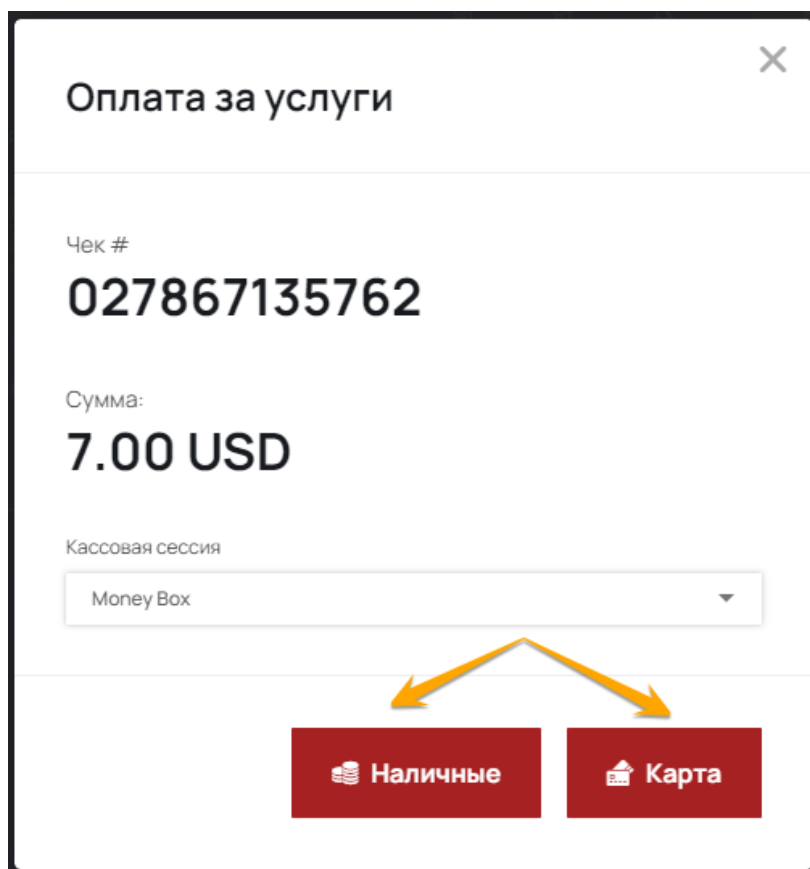 Оплата за услуги
Чек #
027867135762
Сумма:
7.00 USD
Кассовая сессия
Money Box
Наличные
Карта